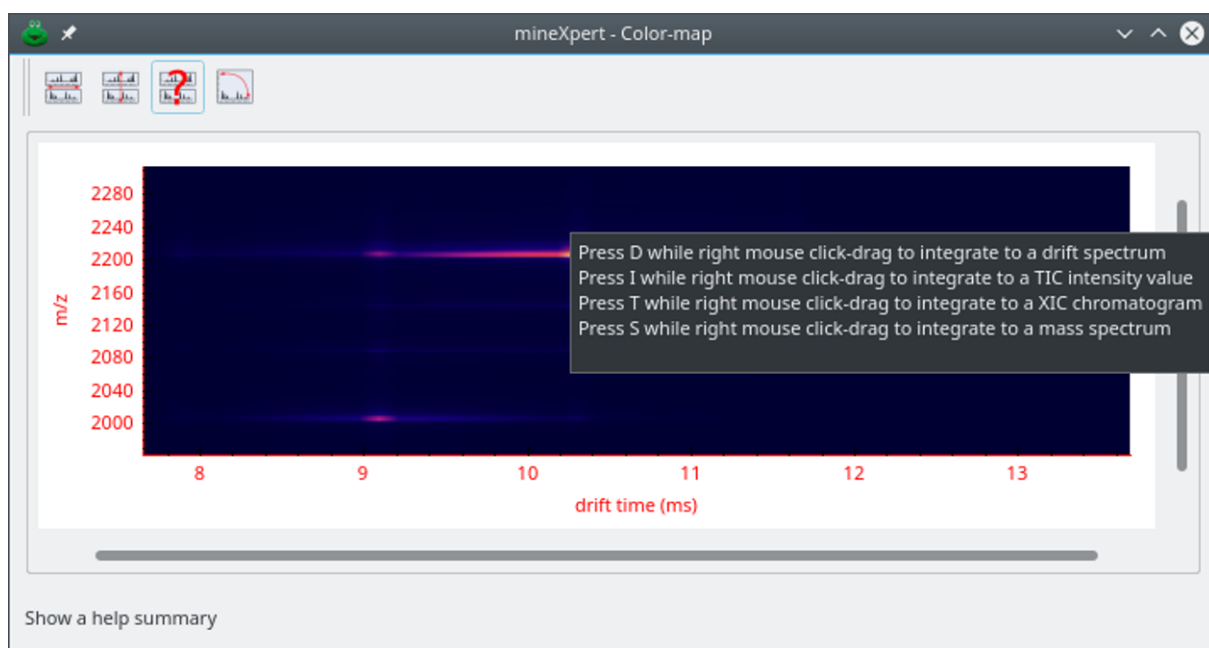 mineXpert - Color-map
?
2280
2240
2200
2160
2120
2080
2040
2000
m/z
Press D while right mouse click-drag to integrate to a drift spectrum
Press I while right mouse click-drag to integrate to a TIC intensity value
Press T while right mouse click-drag to integrate to a XIC chromatogram
Press S while right mouse click-drag to integrate to a mass spectrum
8 9 10 11 12 13
drift time (ms)
Show a help summary